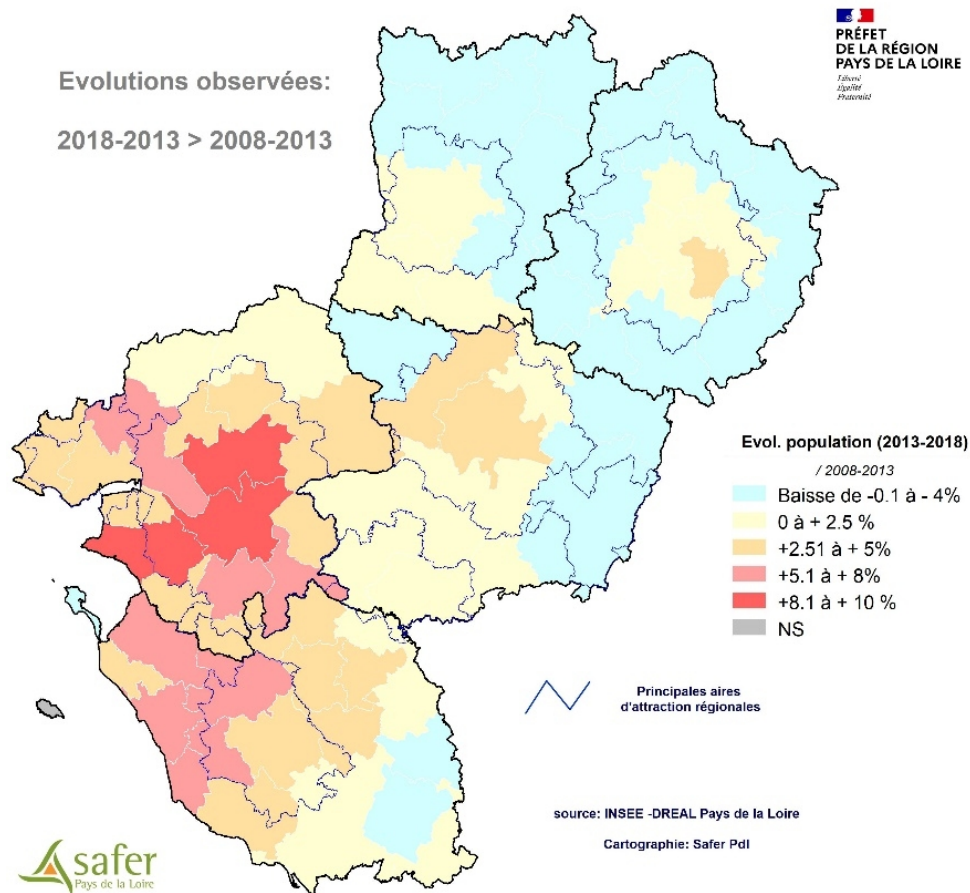 Evolutions observées:
2018-2013 > 2008-2013
PRÉFET
DE LA RÉGION
PAYS DE LA LOIRE
Liberté
Égalité
Fraternité
Evol. population (2013-2018)
/ 2008-2013
Baisse de -0.1 à - 4%
0 à + 2.5 %
+2.51 à + 5%
+5.1 à + 8%
+8.1 à + 10 %
NS
Principales aires
d'attraction régionales
source: INSEE -DREAL Pays de la Loire
Cartographie: Safer Pdl
safer
Pays de la Loire